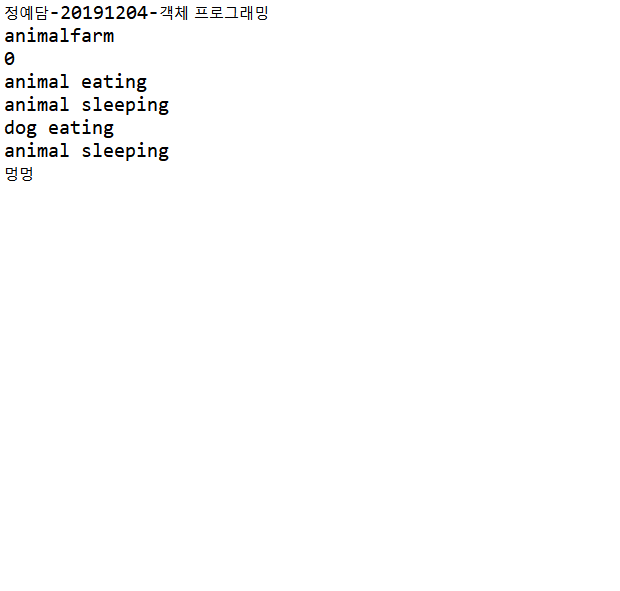 정예담-20191204-객체 프로그래밍
animalfarm
0
animal eating
animal sleeping
dog eating
animal sleeping
멍멍